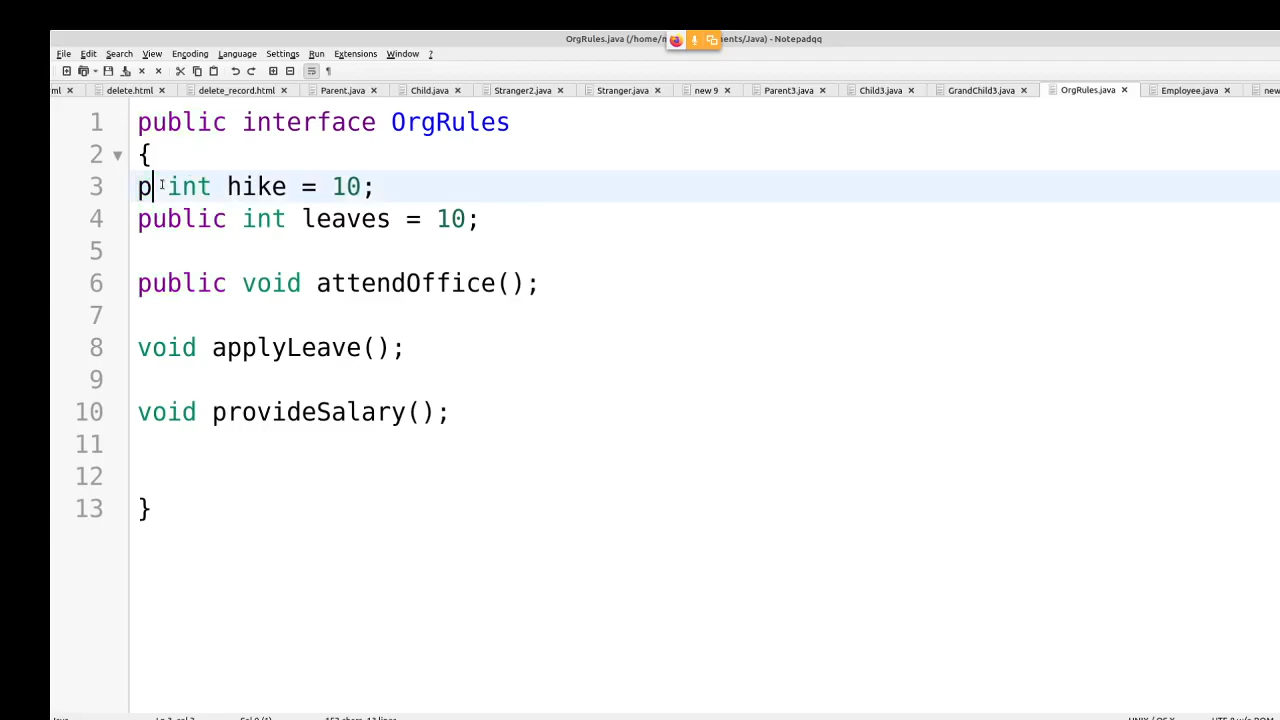 OrgRules.java (/home/n ments/Java) - Notepadqq
File Edit Search View Encoding Language Settings Run Extensions Window ?
ml delete.html delete_record.html Parent.java Child.java Stranger2.java Stranger.java new 9 Parent3.java Child3.java GrandChild3.java OrgRules.java Employee.java new
1 public interface OrgRules
2 {
3 p int hike = 10;
4 public int leaves = 10;
5
6 public void attendOffice();
7
8 void applyLeave();
9
10 void provideSalary();
11
12
13 }